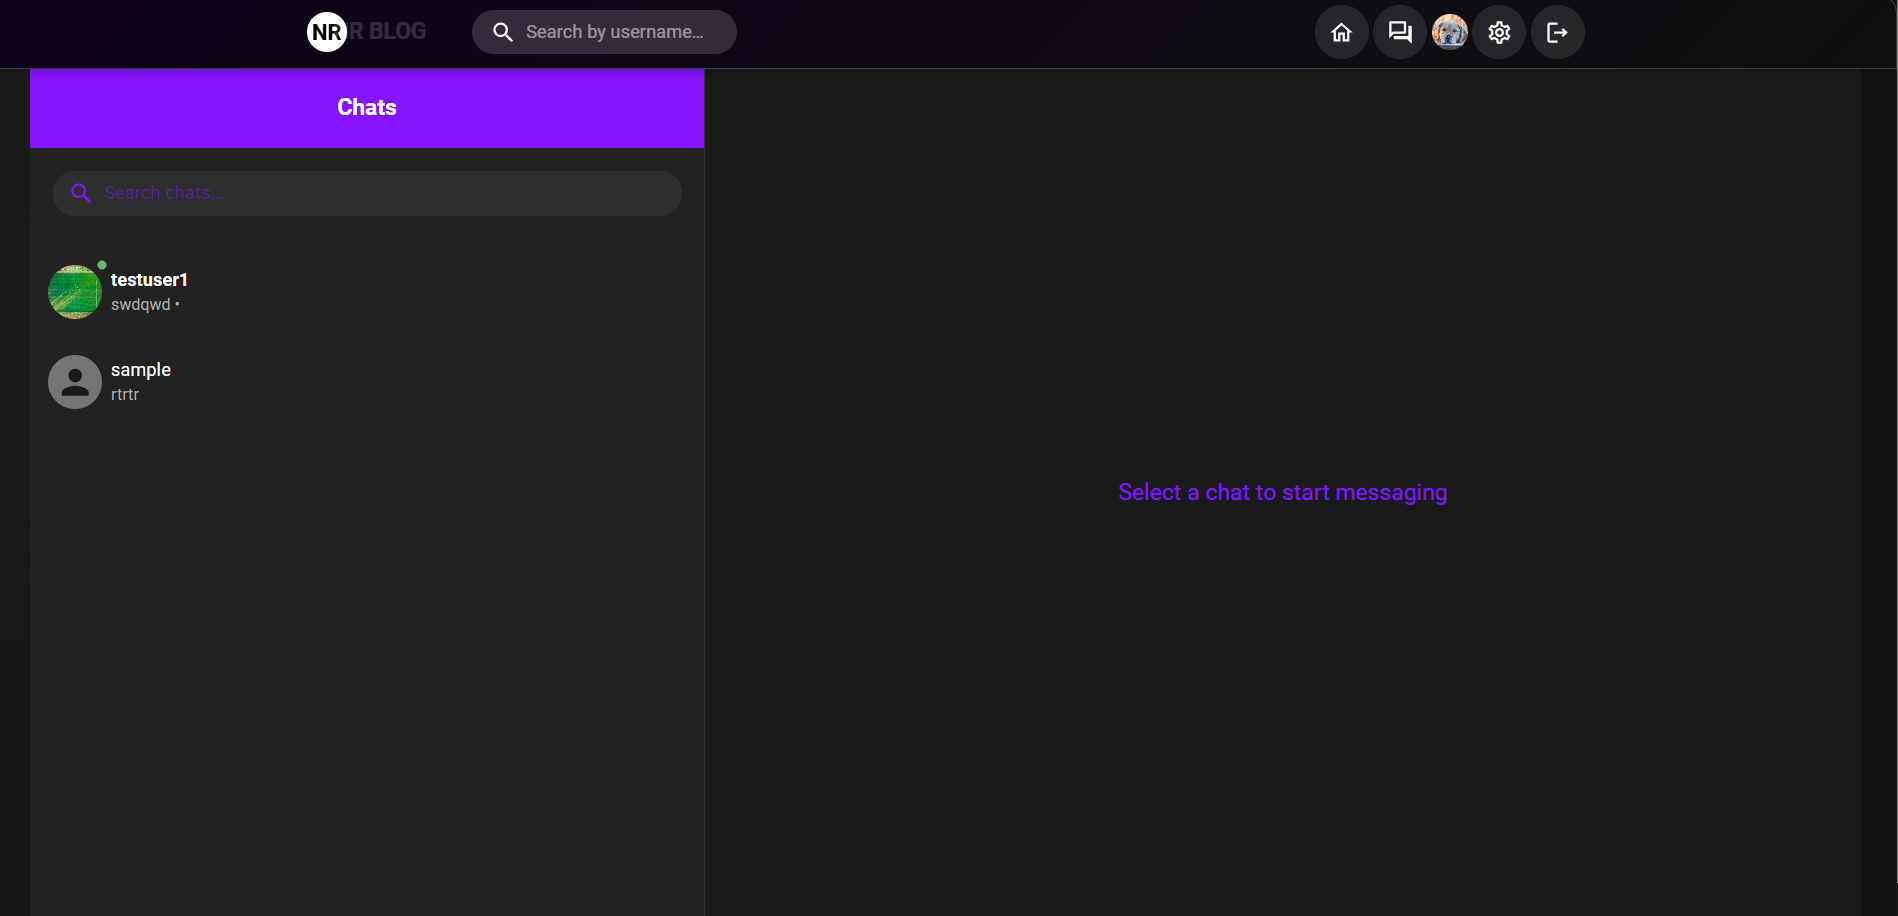 NR R BLOG
Search by username...
Chats
Search chats...
testuser1
swdqwd •
sample
rtrtr
Select a chat to start messaging